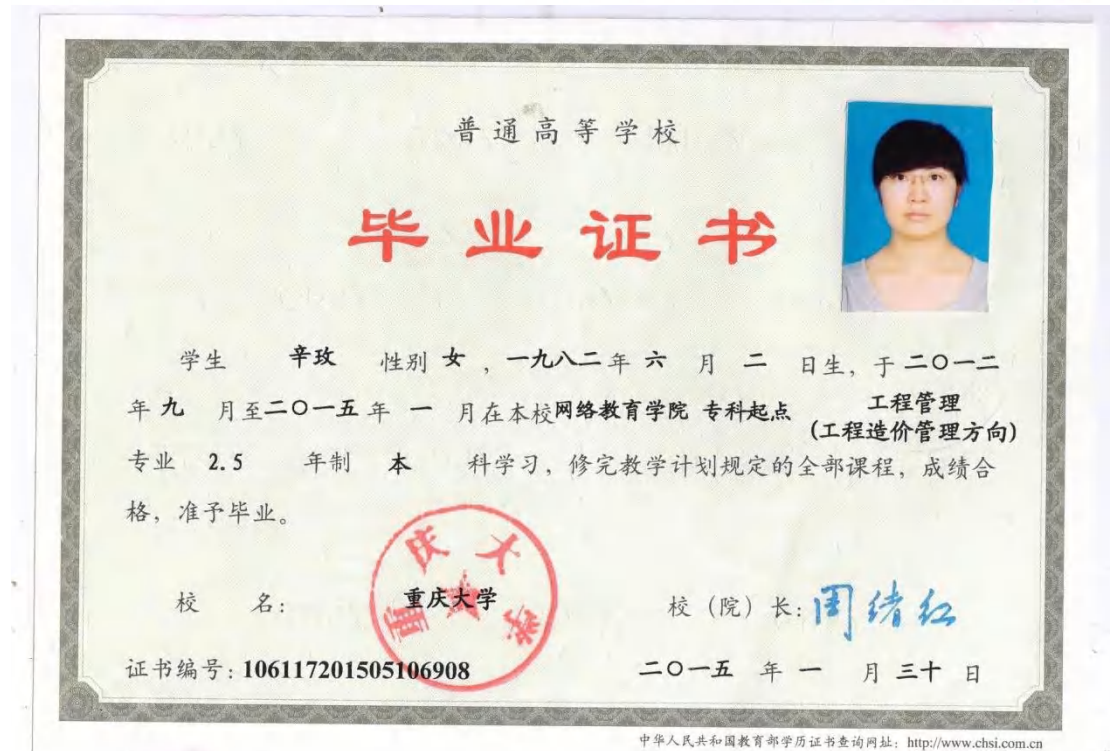 普通高等学校
毕业证书
学生 辛玫 性别 女 ，一九八二 年 六 月 二 日生，于 二〇一二
年 九 月至 二〇一五 年 一 月在本校 网络教育学院 专科起点 工程管理
(工程造价管理方向)
专业 2.5 年制 本 科学习，修完教学计划规定的全部课程，成绩合
格，准予毕业。
重庆大学
校 名： 重庆大学 校（院）长：周绪红
证书编号：106117201505106908 二〇一五 年 一 月 三十 日
中华人民共和国教育部学历证书查询网址：http://www.chsi.com.cn